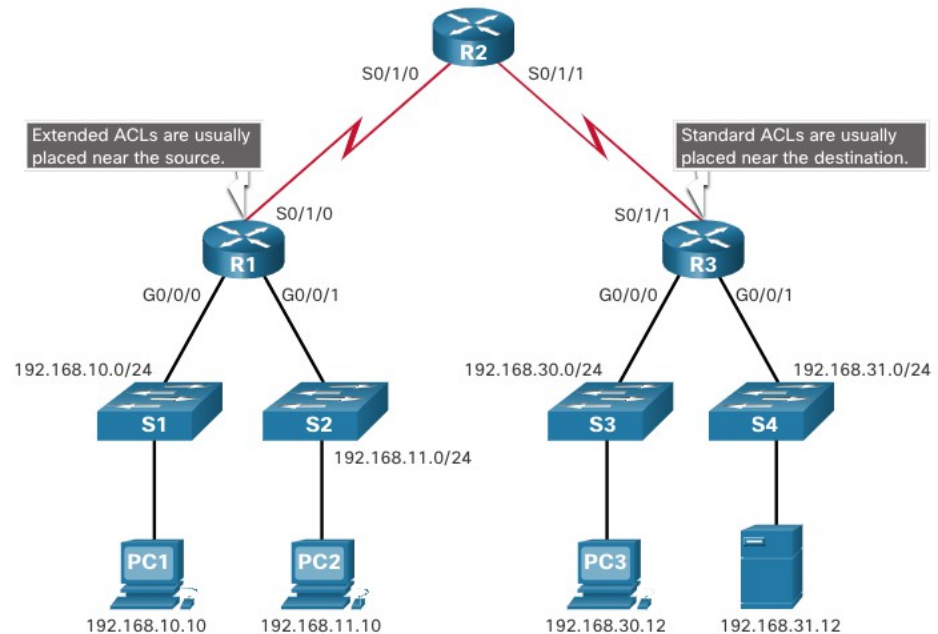 R2
S0/1/0
S0/1/1
Extended ACLs are usually
placed near the source.
Standard ACLs are usually
placed near the destination.
S0/1/0
S0/1/1
R1
R3
G0/0/0
G0/0/1
G0/0/0
G0/0/1
192.168.10.0/24
192.168.30.0/24
192.168.31.0/24
S1
S2
S3
S4
192.168.11.0/24
PC1
PC2
PC3
192.168.10.10
192.168.11.10
192.168.30.12
192.168.31.12